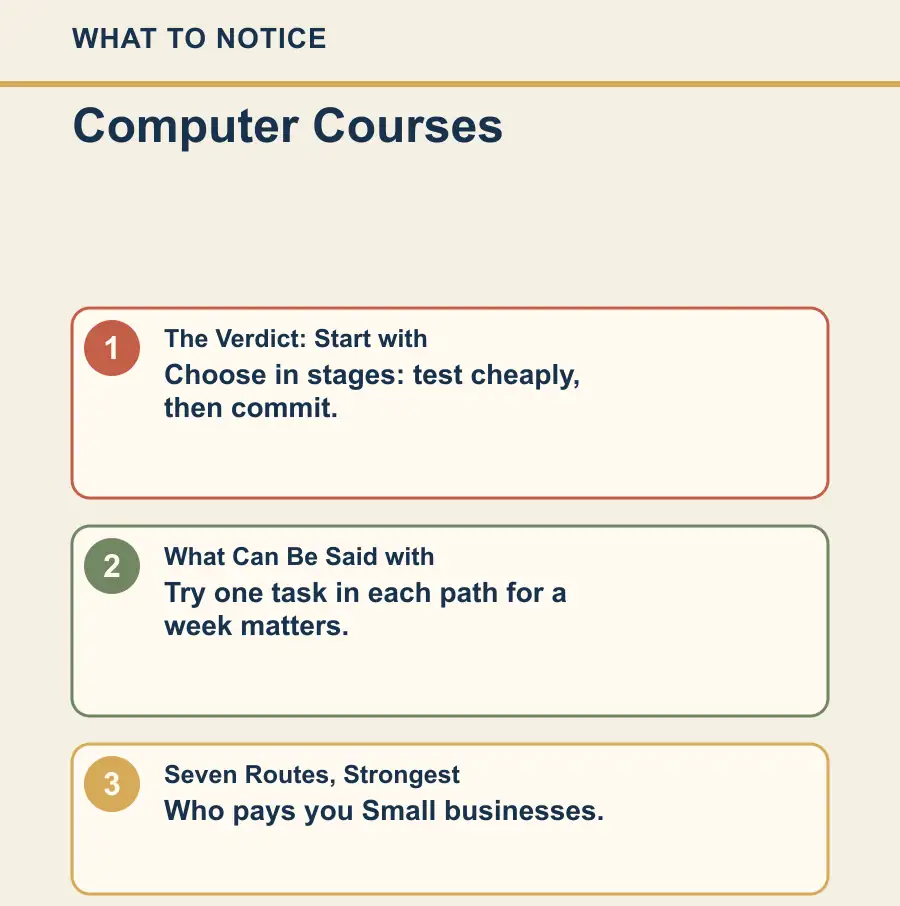 WHAT TO NOTICE
Computer Courses
1
The Verdict: Start with
Choose in stages: test cheaply,
then commit.
2
What Can Be Said with
Try one task in each path for a
week matters.
3
Seven Routes, Strongest
Who pays you Small businesses.